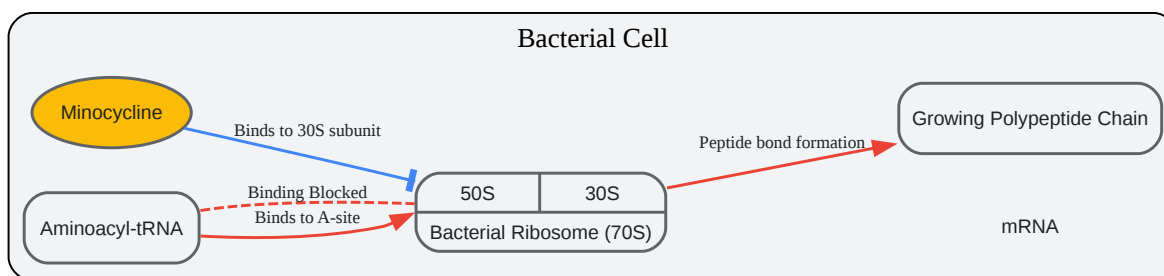 Bacterial Cell
Minocycline
Binds to 30S subunit
Growing Polypeptide Chain
Peptide bond formation
Binding Blocked
50S
30S
Aminoacyl-tRNA
Binds to A-site
Bacterial Ribosome (70S)
mRNA